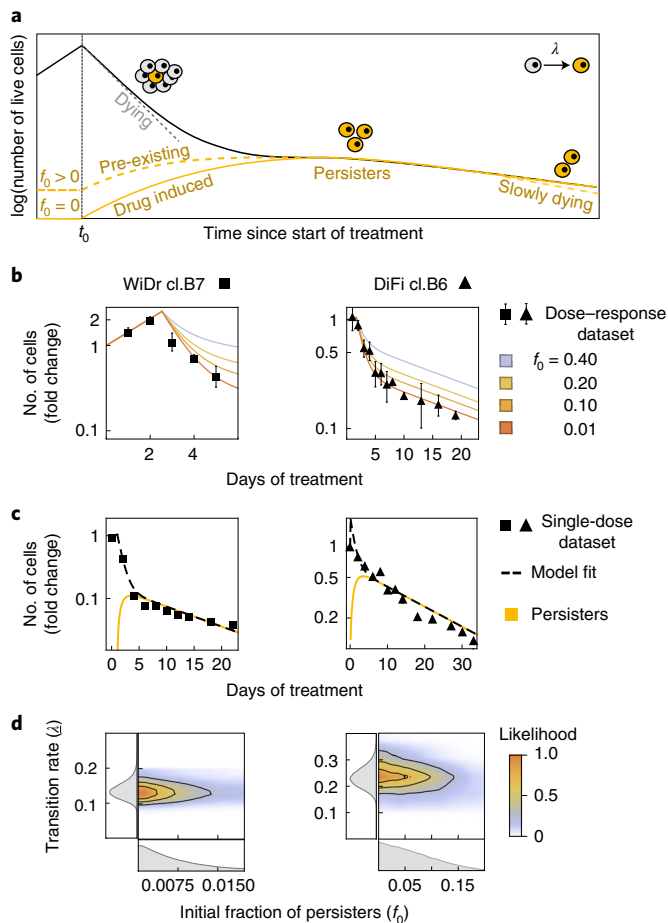 a
log(number of live cells)
f0 > 0
f0 = 0
Dying
Pre-existing
Drug induced
Persisters
Slowly dying
λ
t0
Time since start of treatment
b
WiDr cl.B7
DiFi cl.B6
No. of cells
(fold change)
2
1
0.1
2 4
1
0.5
0.1
5 10 15 20
Days of treatment
Dose–response
dataset
f0 = 0.40
0.20
0.10
0.01
c
No. of cells
(fold change)
1
0.1
0 5 10 15 20
1
0.5
0.2
0 10 20 30
Days of treatment
Single-dose
dataset
Model fit
Persisters
d
Transition rate (λ)
0.2
0.1
0.0075 0.0150
0.3
0.2
0.1
0.05 0.15
Initial fraction of persisters (f0)
Likelihood
1.0
0.5
0